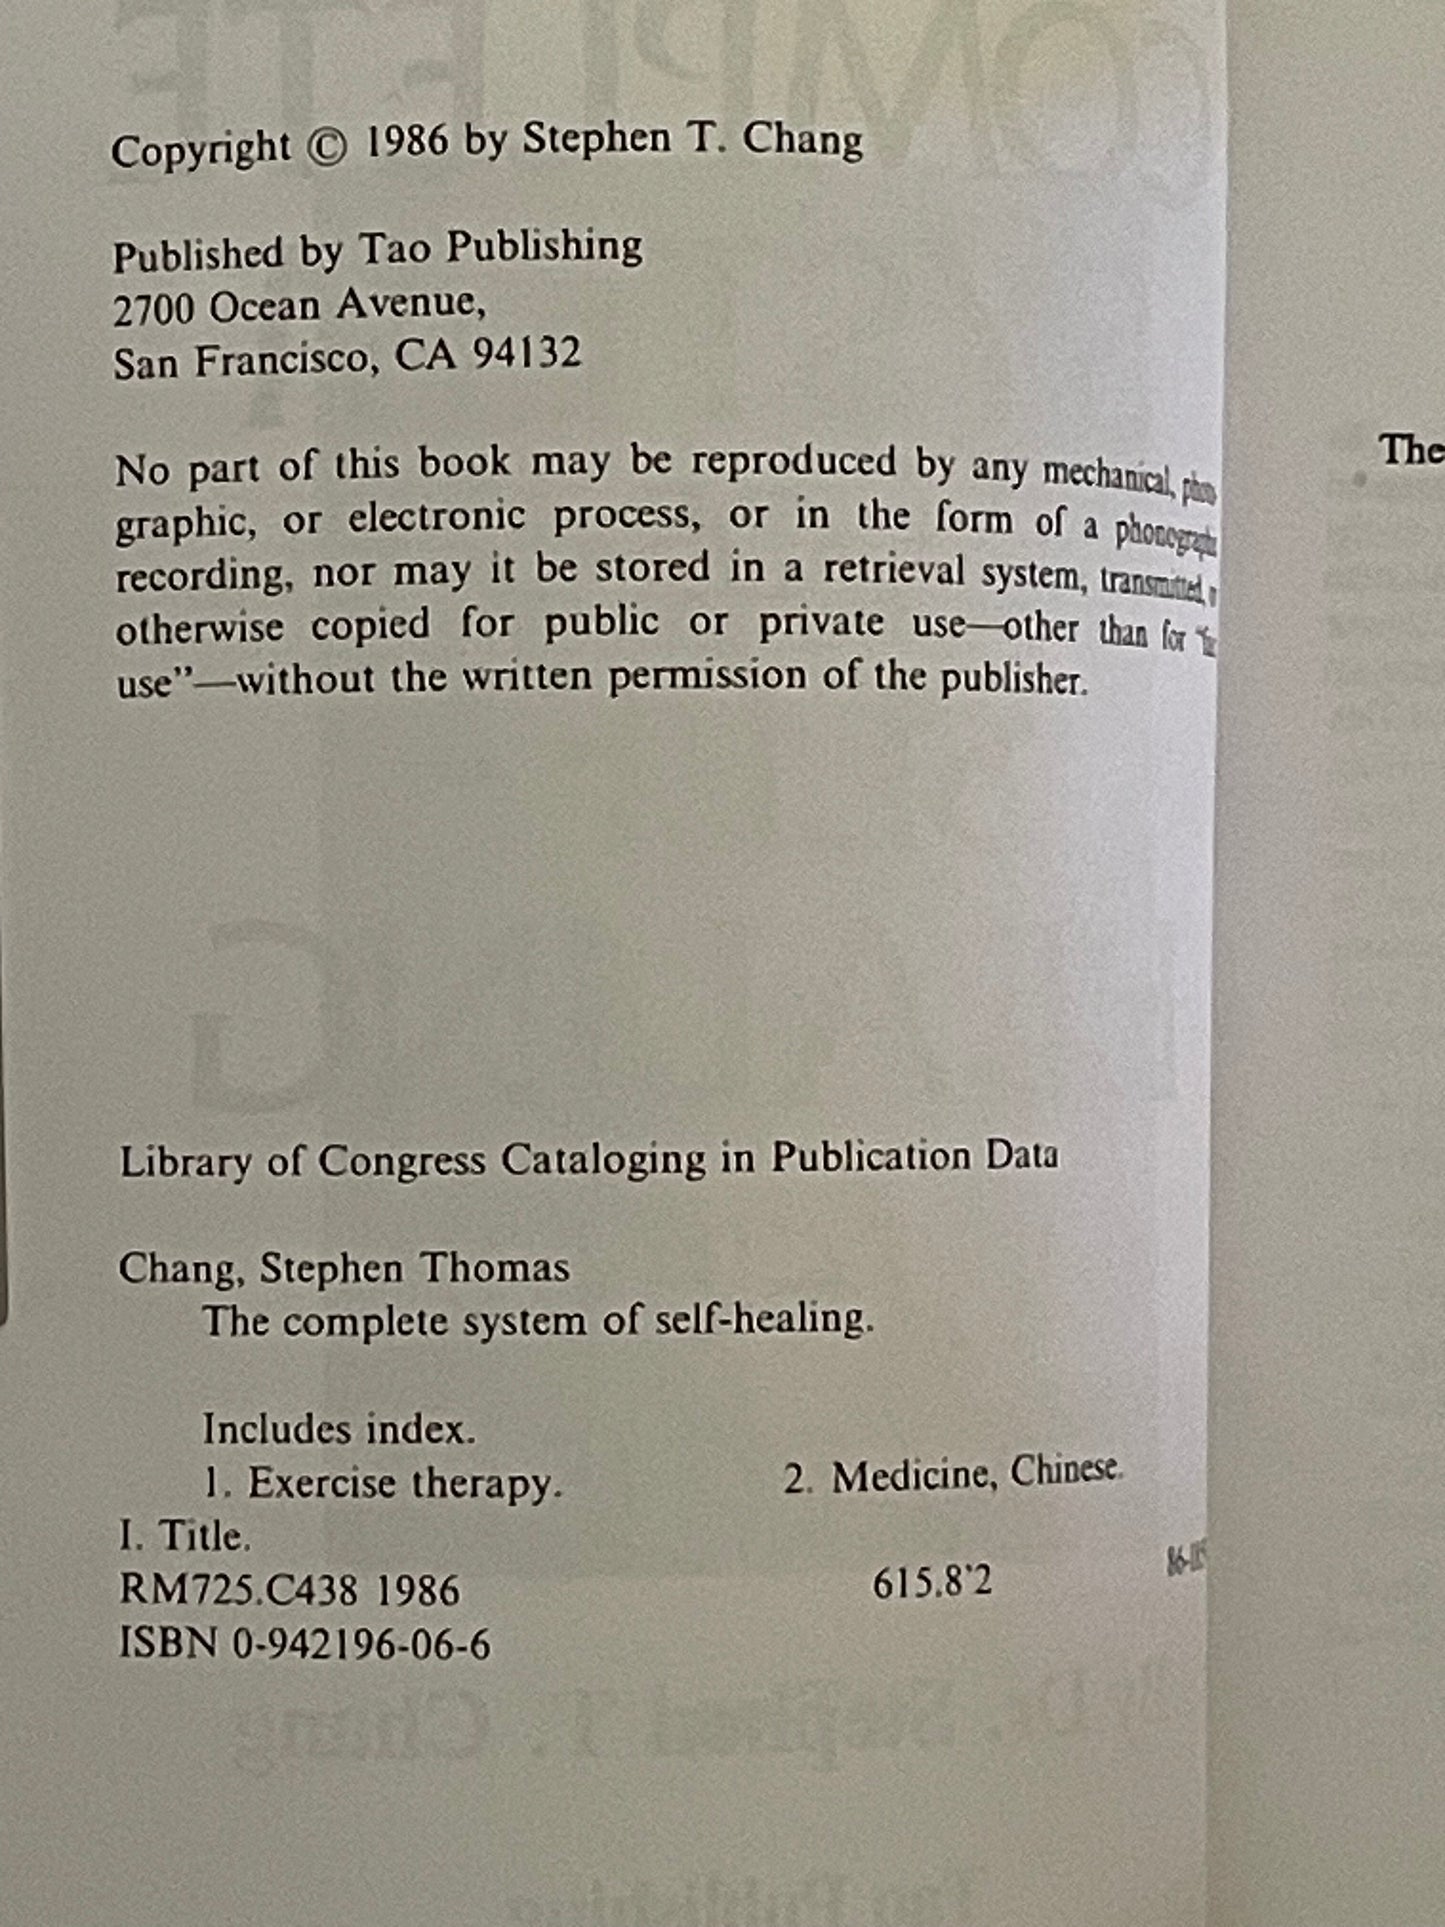 Copyright © 1986 by Stephen T. Chang
Published by Tao Publishing
2700 Ocean Avenue,
San Francisco, CA 94132
No part of this book may be reproduced by any mechanical,
graphic, or electronic process, or in the form of a
recording, nor may it be stored in a retrieval system, transmitted,
otherwise copied for public or private use—other than for
use”—without the written permission of the publisher.
The
Library of Congress Cataloging in Publication Data
Chang, Stephen Thomas
The complete system of self-healing.
Includes index.
1. Exercise therapy. 2. Medicine, Chinese.
I. Title.
RM725.C438 1986 615.8'2
ISBN 0-942196-06-6